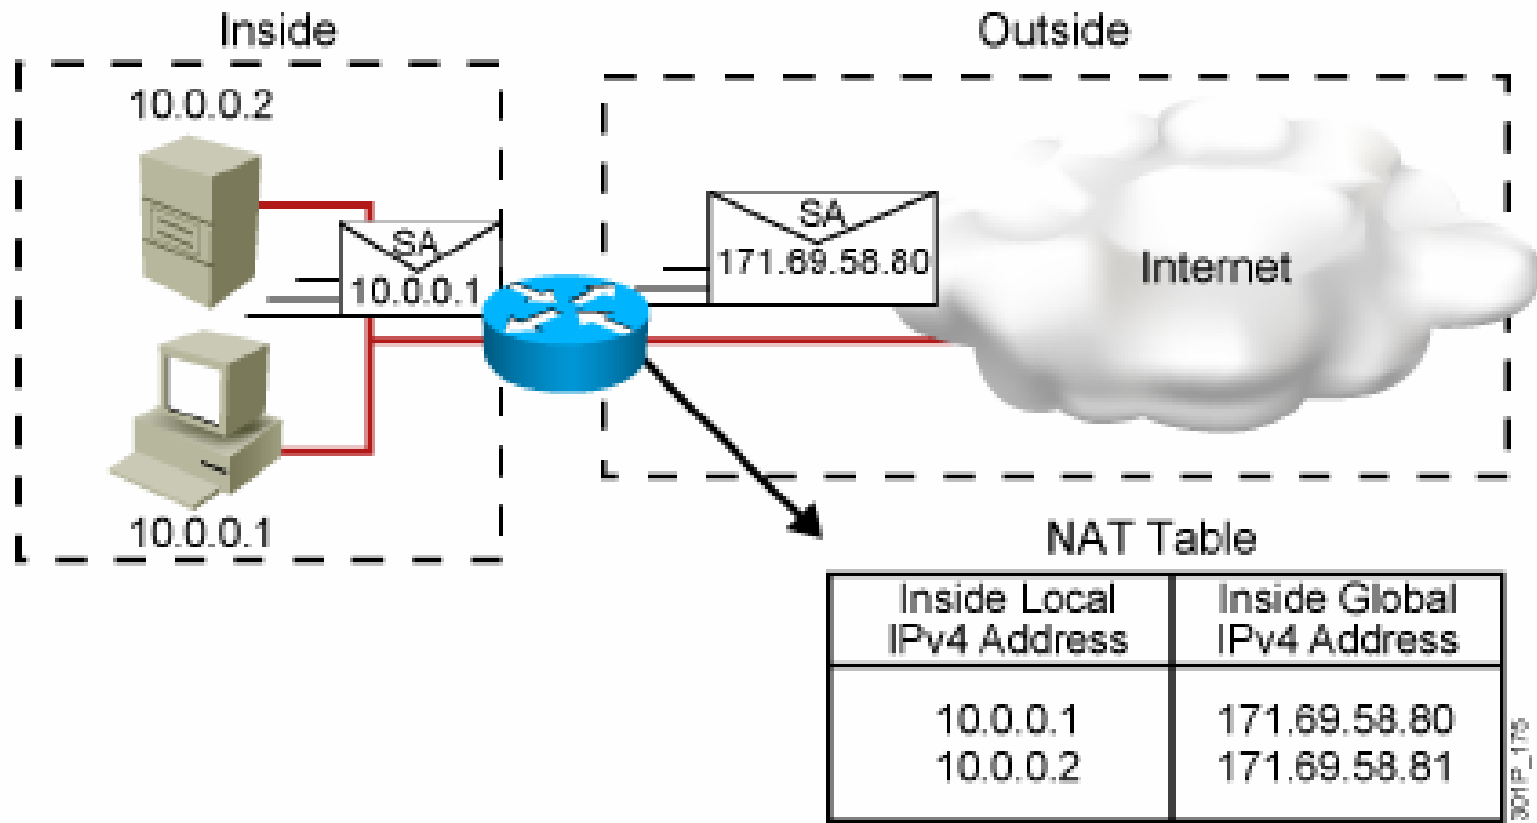 Inside
Outside
10.0.0.2
SA
10.0.0.1
SA
171.69.58.80
Internet
10.0.0.1
NAT Table
Inside Local
IPv4 Address
Inside Global
IPv4 Address
10.0.0.1
171.69.58.80
10.0.0.2
171.69.58.81
301P_175